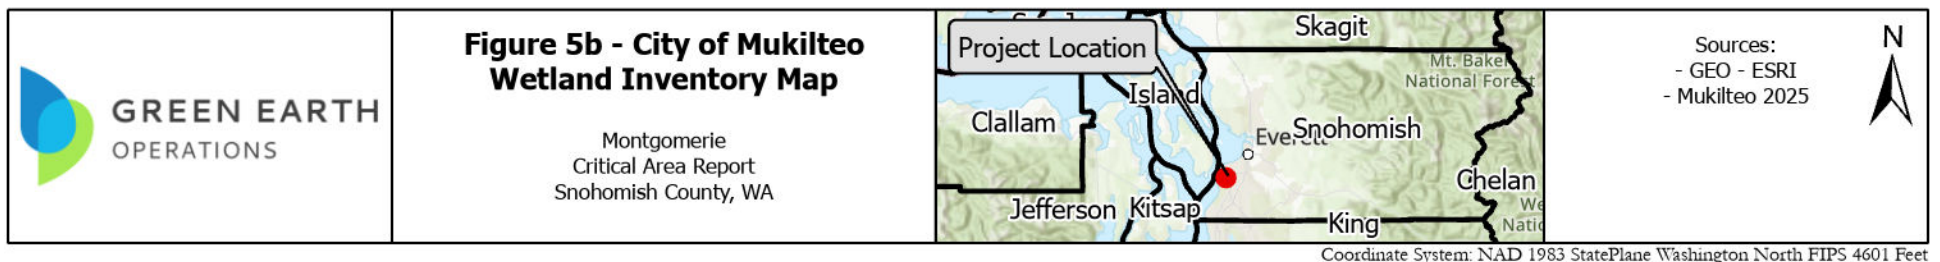 GREEN EARTH
OPERATIONS
Figure 5b - City of Mukilteo
Wetland Inventory Map
Montgomerie
Critical Area Report
Snohomish County, WA
Project Location
Skagit
Mt. Baker
National Forest
Island
Clallam
Everett
Snohomish
Chelan
Jefferson
Kitsap
King
Sources:
- GEO - ESRI
- Mukilteo 2025
N
Coordinate System: NAD 1983 StatePlane Washington North FIPS 4601 Feet